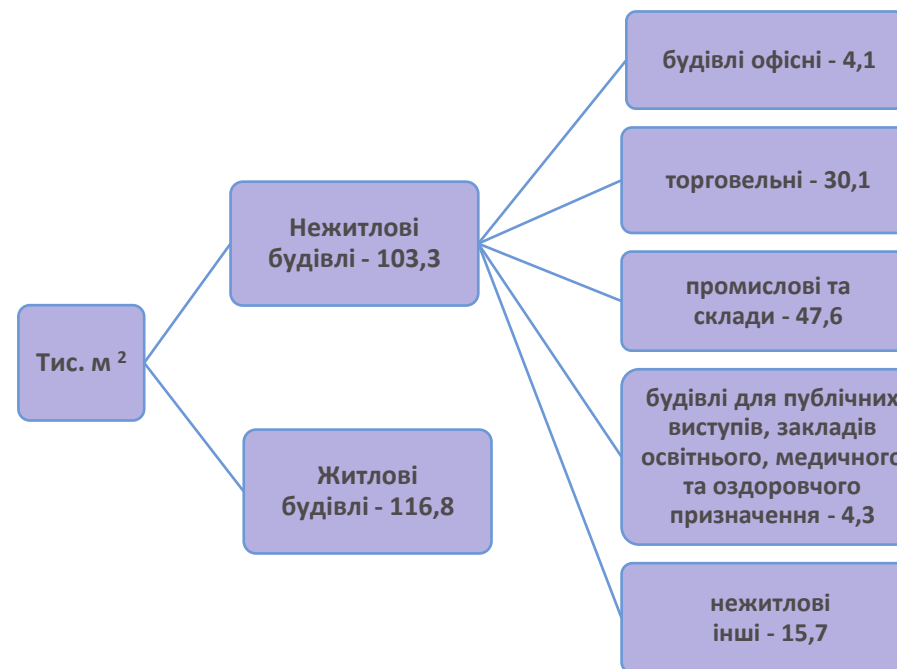 Тис. м ²
Нежитлові
будівлі - 103,3
Житлові
будівлі - 116,8
будівлі офісні - 4,1
торговельні - 30,1
промислові та
склади - 47,6
будівлі для публічних
виступів, закладів
освітнього, медичного
та оздоровчого
призначення - 4,3
нежитлові
інші - 15,7